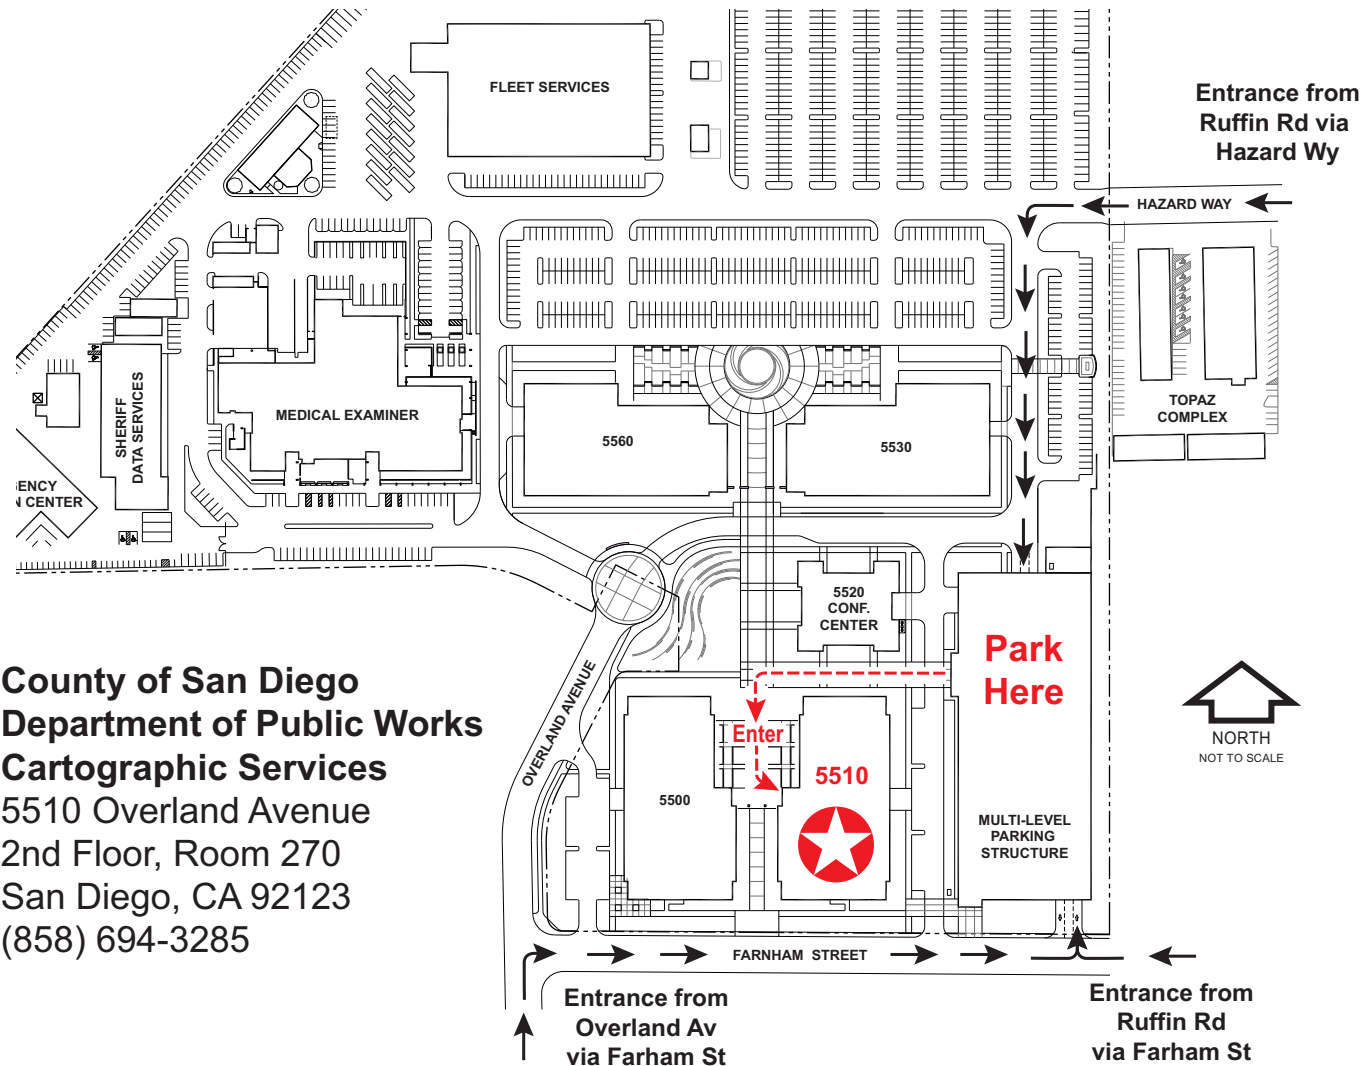 FLEET SERVICES
Entrance from
Ruffin Rd via
Hazard Wy
HAZARD WAY
TOPAZ
COMPLEX
SHERIFF
DATA SERVICES
MEDICAL EXAMINER
5560
5530
ENCY
N CENTER
5520
CONF.
CENTER
Park
Here
OVERLAND AVENUE
Enter
5500
5510
MULTI-LEVEL
PARKING
STRUCTURE
NORTH
NOT TO SCALE
County of San Diego
Department of Public Works
Cartographic Services
5510 Overland Avenue
2nd Floor, Room 270
San Diego, CA 92123
(858) 694-3285
FARNHAM STREET
Entrance from
Overland Av
via Farham St
Entrance from
Ruffin Rd
via Farham St